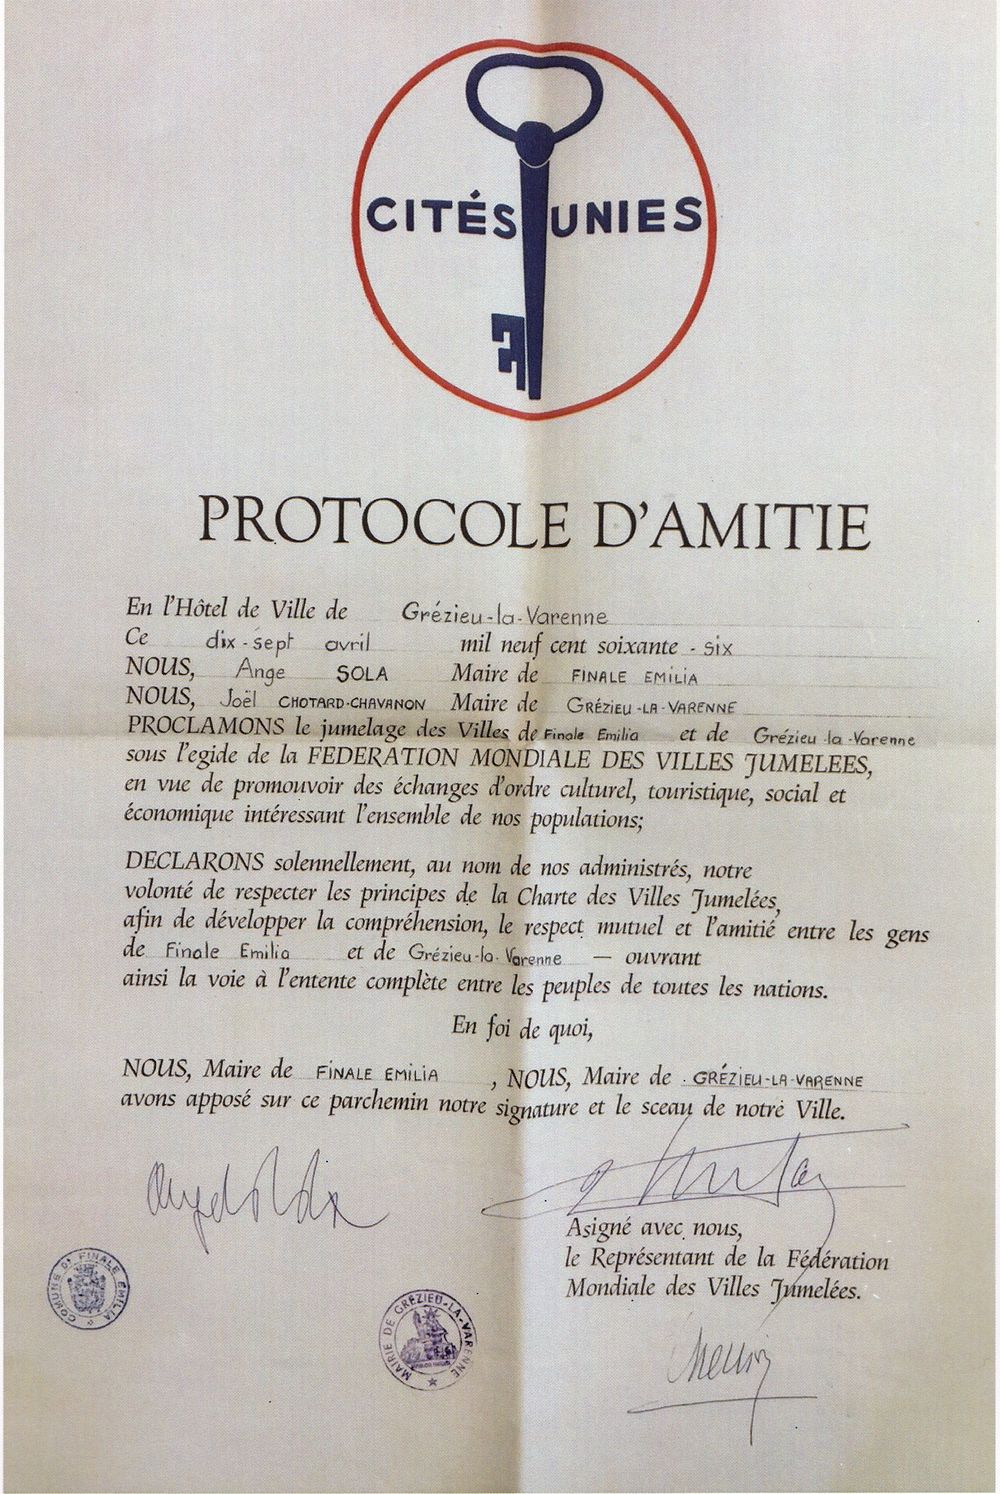 CITÉS UNIES
PROTOCOLE D'AMITIE
En l'Hôtel de Ville de Grézieu-la-Varenne
Ce dix-sept avril mil neuf cent soixante - six
NOUS, Ange SOLA Maire de FINALE EMILIA
NOUS, Joël CHOTARD-CHAVANON Maire de GRÉZIEU-LA-VARENNE
PROCLAMONS le jumelage des Villes de Finale Emilia et de Grézieu-la-Varenne
sous l'egide de la FEDERATION MONDIALE DES VILLES JUMELEES,
en vue de promouvoir des échanges d'ordre culturel, touristique, social et
économique intéressant l'ensemble de nos populations;
DECLARONS solennellement, au nom de nos administrés, notre
volonté de respecter les principes de la Charte des Villes Jumelées,
afin de développer la compréhension, le respect mutuel et l'amitié entre les gens
de Finale Emilia et de Grézieu-la-Varenne — ouvrant
ainsi la voie à l'entente complète entre les peuples de toutes les nations.
En foi de quoi,
NOUS, Maire de FINALE EMILIA , NOUS, Maire de GRÉZIEU-LA-VARENNE
avons apposé sur ce parchemin notre signature et le sceau de notre Ville.
Asigné avec nous,
le Représentant de la Fédération
Mondiale des Villes Jumelées.
COMUNE DI FINALE EMILIA
MAIRIE DE GRÉZIEU-LA-VARENNE